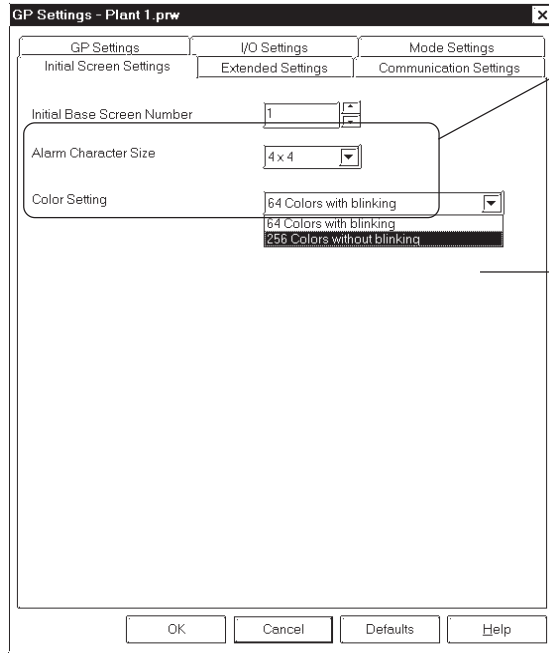 GP Settings - Plant 1.prw
GP Settings
I/O Settings
Mode Settings
Initial Screen Settings
Extended Settings
Communication Settings
Initial Base Screen Number
1
Alarm Character Size
4 x 4
Color Setting
64 Colors with blinking
64 Colors with blinking
256 Colors without blinking
OK
Cancel
Defaults
Help